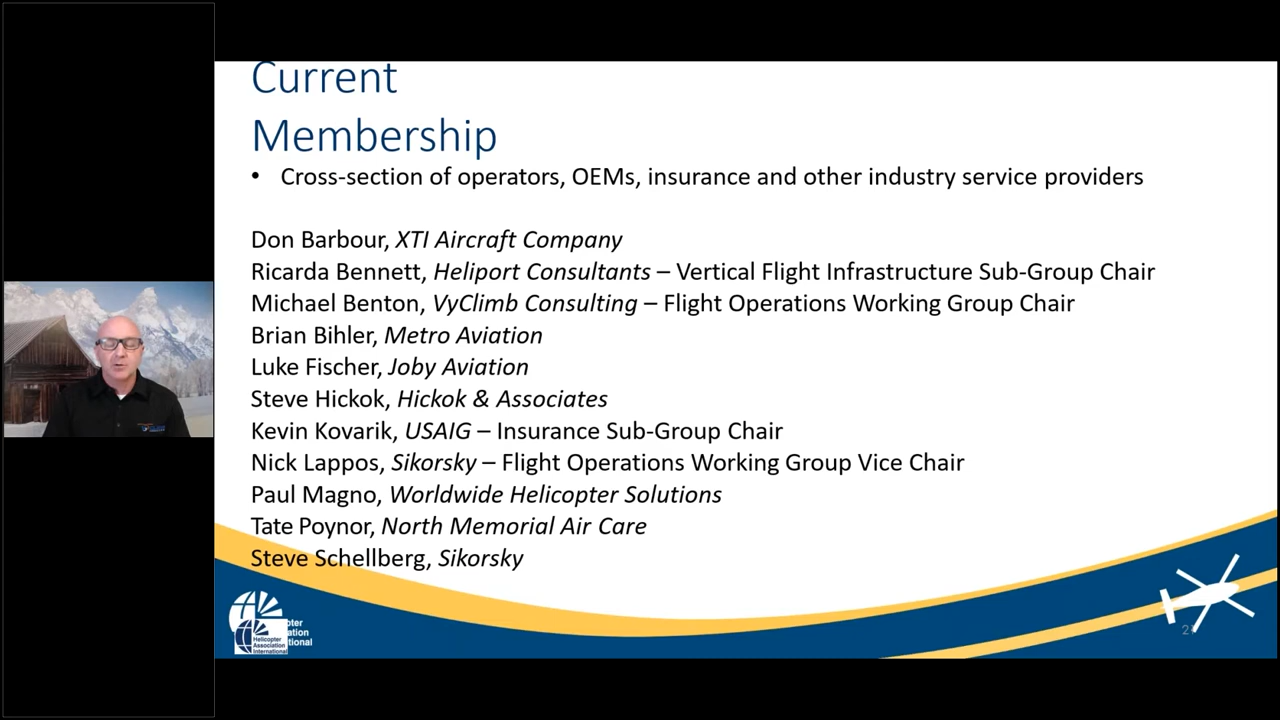 Current
Membership
• Cross-section of operators, OEMs, insurance and other industry service providers
Don Barbour, XTI Aircraft Company
Ricarda Bennett, Heliport Consultants – Vertical Flight Infrastructure Sub-Group Chair
Michael Benton, VyClimb Consulting – Flight Operations Working Group Chair
Brian Bihler, Metro Aviation
Luke Fischer, Joby Aviation
Steve Hickok, Hickok & Associates
Kevin Kovarik, USAIG – Insurance Sub-Group Chair
Nick Lappos, Sikorsky – Flight Operations Working Group Vice Chair
Paul Magno, Worldwide Helicopter Solutions
Tate Poynor, North Memorial Air Care
Steve Schellberg, Sikorsky
Helicopter
Association
International